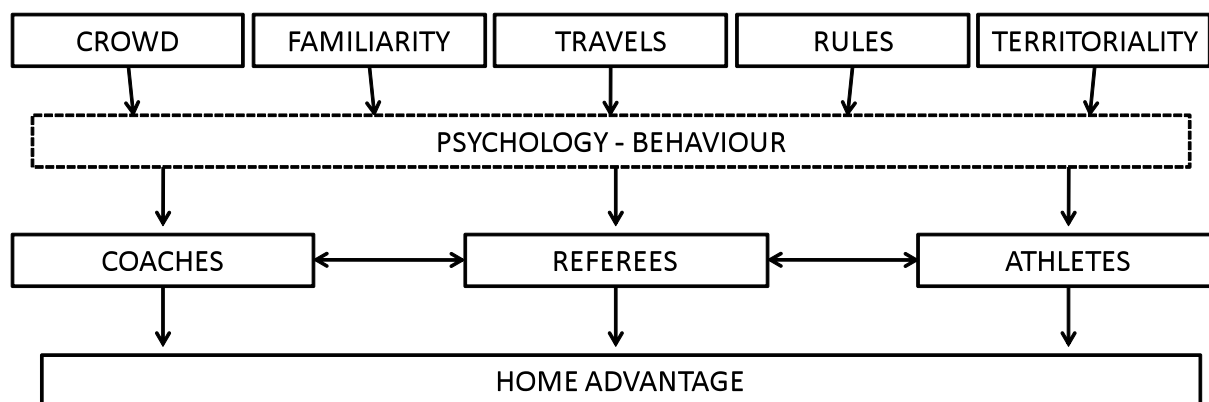 CROWD
FAMILIARITY
TRAVELS
RULES
TERRITORIALITY
PSYCHOLOGY - BEHAVIOUR
COACHES
REFEREES
ATHLETES
HOME ADVANTAGE